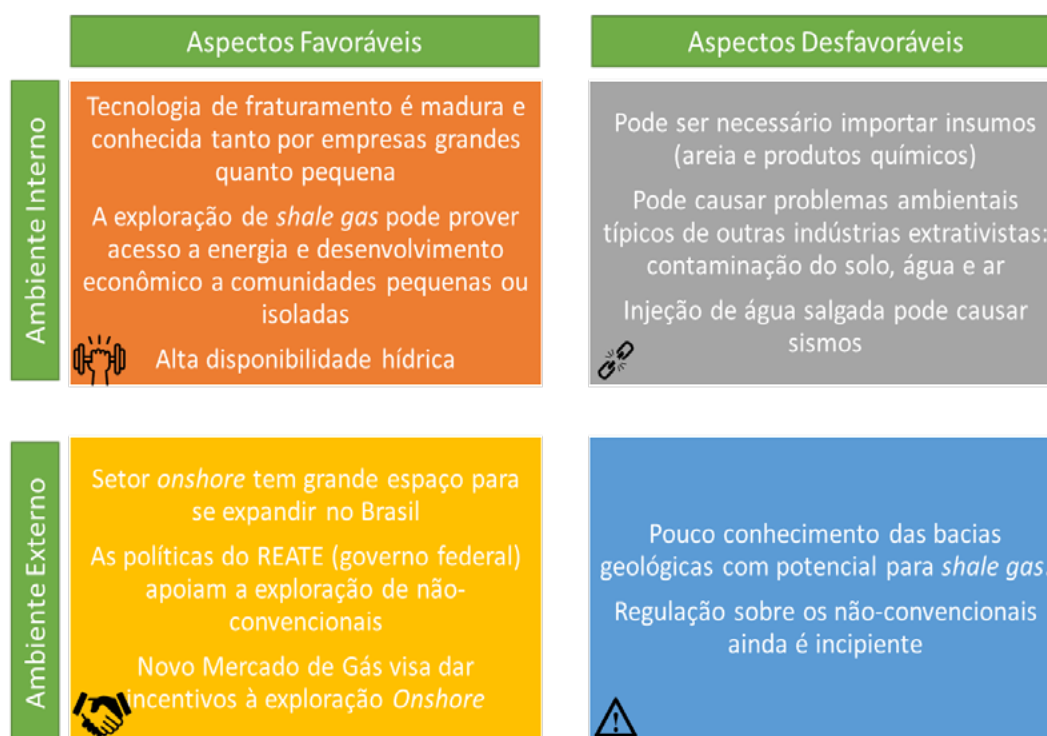 Aspectos Favoráveis
Aspectos Desfavoráveis
Ambiente Interno
Tecnologia de fraturamento é madura e
conhecida tanto por empresas grandes
quanto pequena
A exploração de shale gas pode prover
acesso a energia e desenvolvimento
econômico a comunidades pequenas ou
isoladas
Alta disponibilidade hídrica
Pode ser necessário importar insumos
(areia e produtos químicos)
Pode causar problemas ambientais
típicos de outras indústrias extrativistas:
contaminação do solo, água e ar
Injeção de água salgada pode causar
sismos
Ambiente Externo
Setor onshore tem grande espaço para
se expandir no Brasil
As políticas do REATE (governo federal)
apoiam a exploração de não-
convencionais
Novo Mercado de Gás visa dar
incentivos à exploração Onshore
Pouco conhecimento das bacias
geológicas com potencial para shale gas.
Regulação sobre os não-convencionais
ainda é incipiente